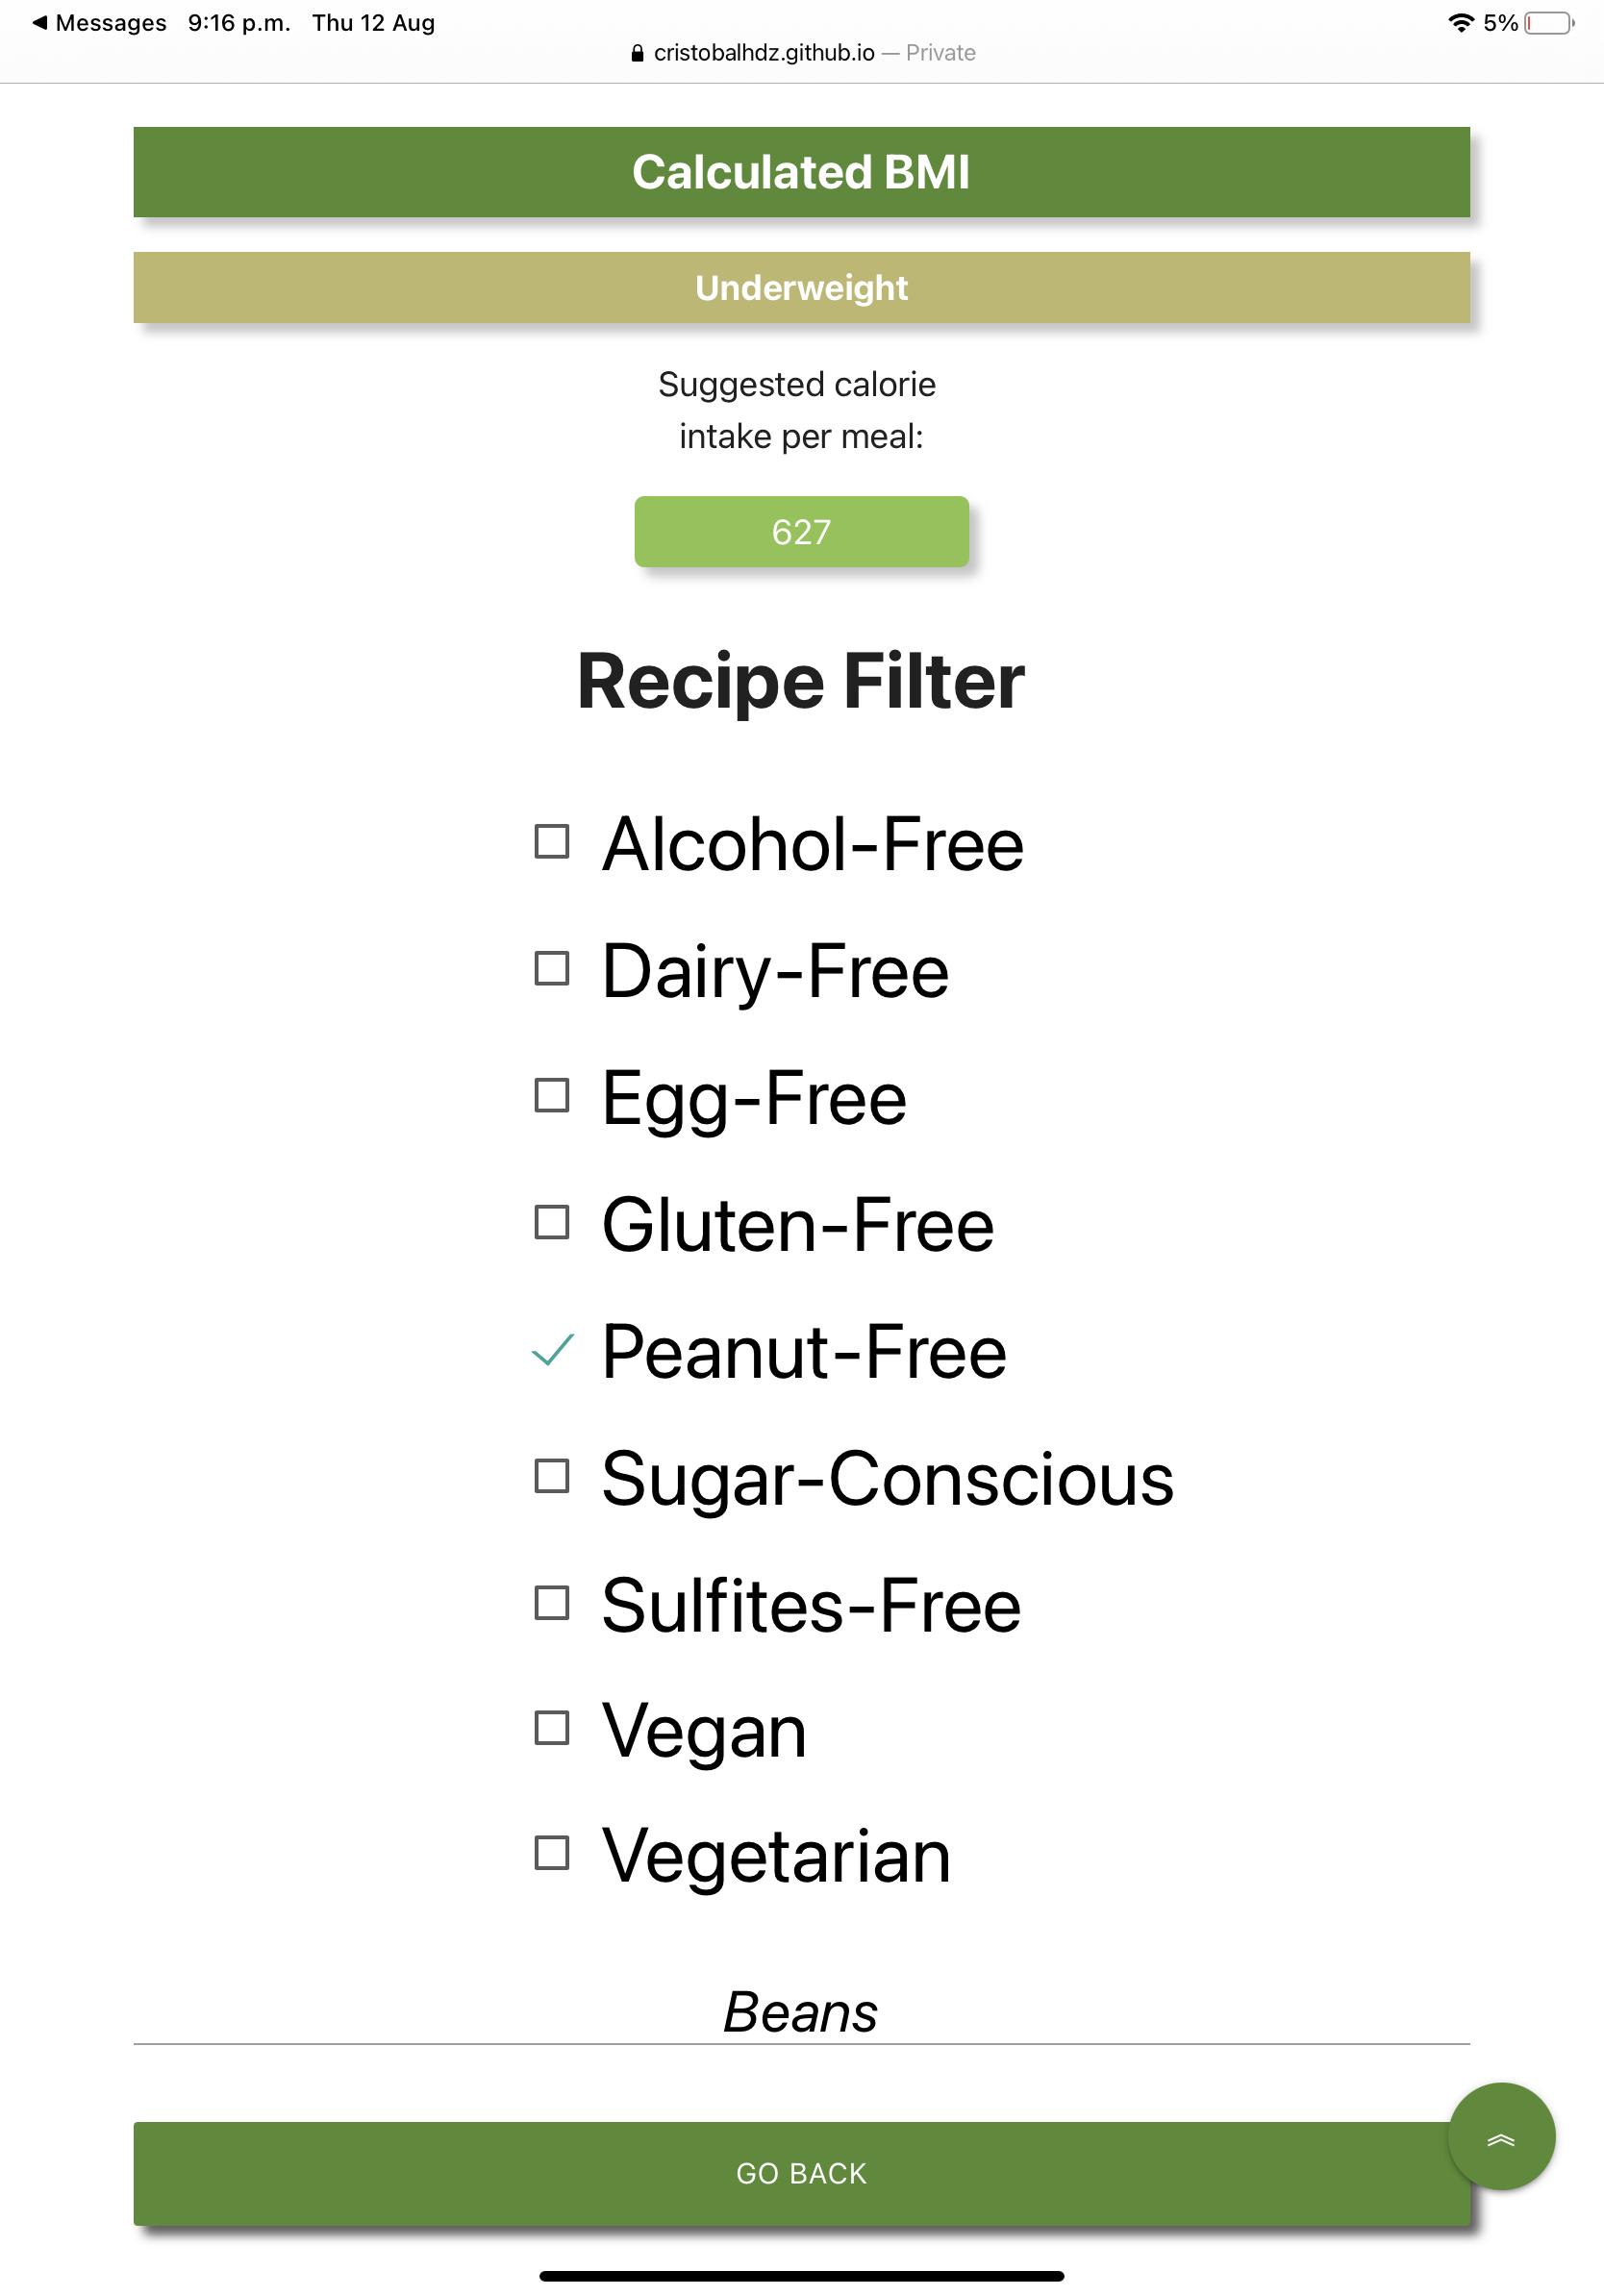 Messages 9:16 p.m. Thu 12 Aug 5%
cristobalhdz.github.io — Private
Calculated BMI
Underweight
Suggested calorie
intake per meal:
627
Recipe Filter
Alcohol-Free
Dairy-Free
Egg-Free
Gluten-Free
Peanut-Free
Sugar-Conscious
Sulfites-Free
Vegan
Vegetarian
Beans
GO BACK